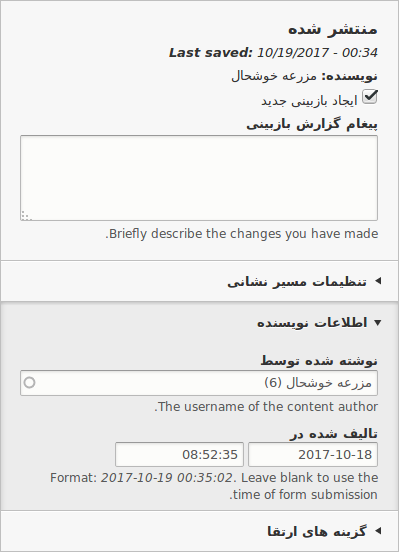 منتشر شده
Last saved: 10/19/2017 - 00:34
نویسنده: مزرعه خوشحال
ایجاد بازبینی جدید
پیغام گزارش بازبینی
Briefly describe the changes you have made.
تنظیمات مسیر نشانی
اطلاعات نویسنده
نوشته شده توسط
مزرعه خوشحال (6)
The username of the content author.
تالیف شده در
2017-10-18 08:52:35
Format: 2017-10-19 00:35:02. Leave blank to use the
time of form submission.
گزینه های ارتقا